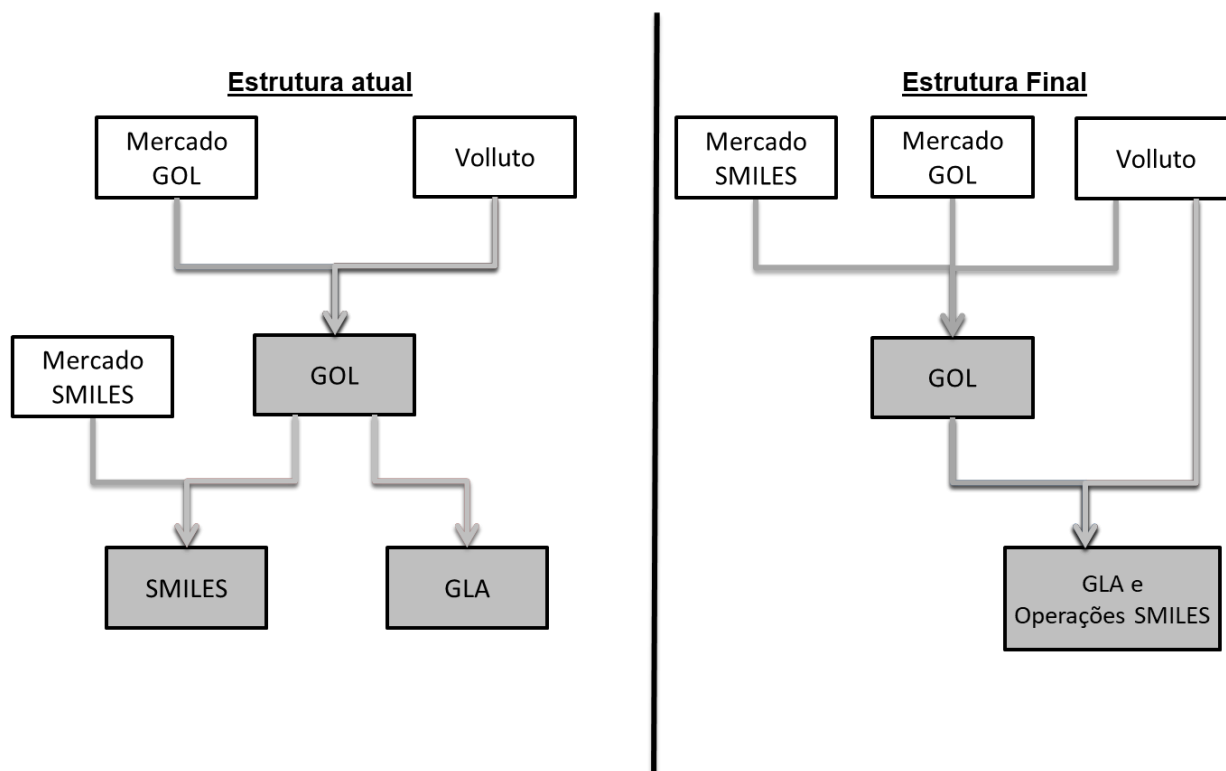 Estrutura atual
Mercado
GOL
Volluto
GOL
Mercado
SMILES
SMILES
GLA
Estrutura Final
Mercado
SMILES
Mercado
GOL
Volluto
GOL
GLA e
Operações SMILES